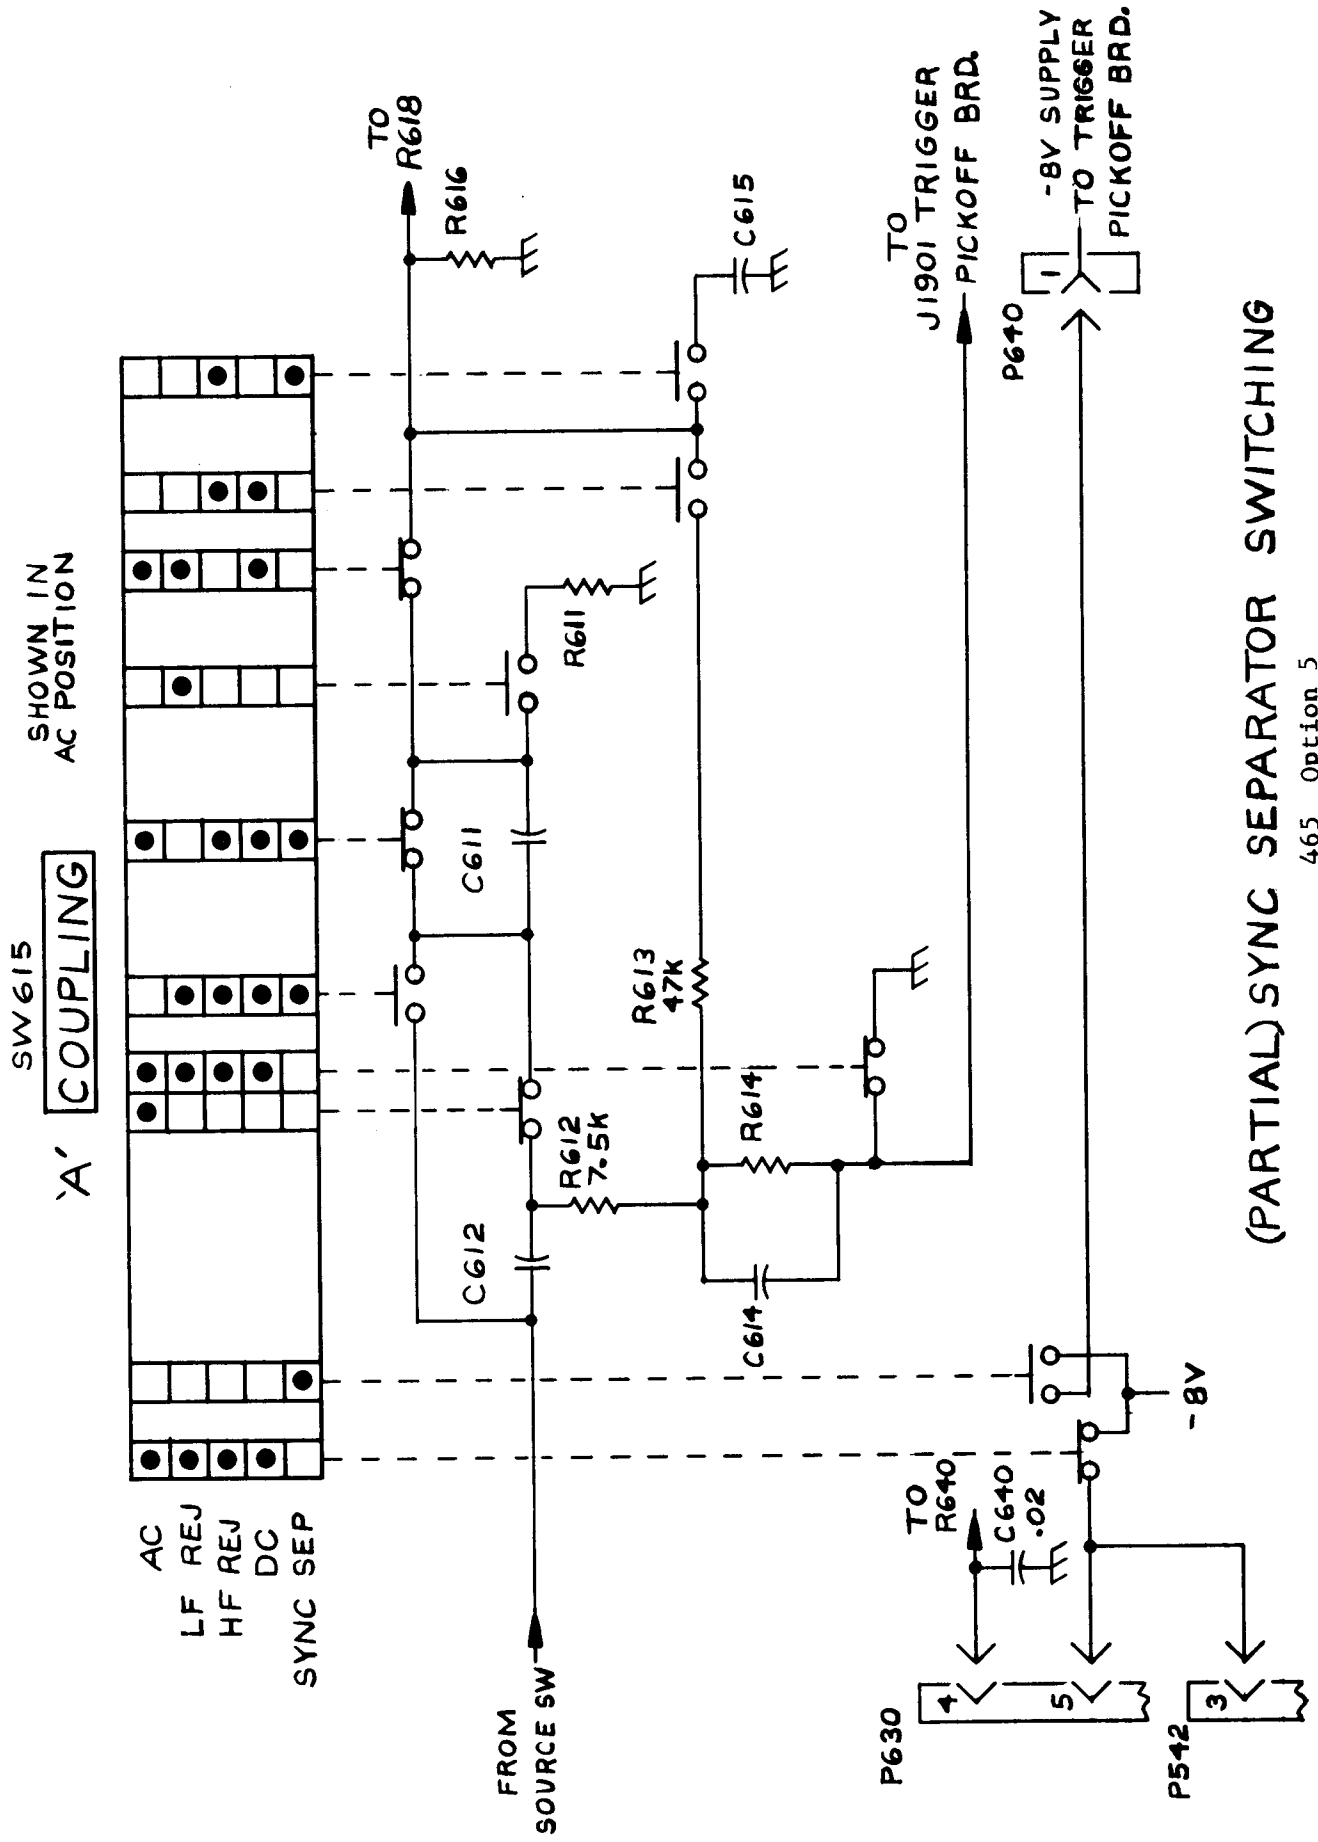 SW615
'A' COUPLING
SHOWN IN
AC POSITION
AC
LF REJ
HF REJ
DC
SYNC SEP
FROM
SOURCE SW
TO
R618
R616
C611
R611
C612
R612
7.5K
R613
47K
C615
R614
C614
TO
J1901 TRIGGER
PICKOFF BRD.
TO
R640
C640
.02
P640
1
-8V SUPPLY
TO TRIGGER
PICKOFF BRD.
P630
4
5
-8V
P542
3
(PARTIAL) SYNC SEPARATOR SWITCHING
465 Option 5